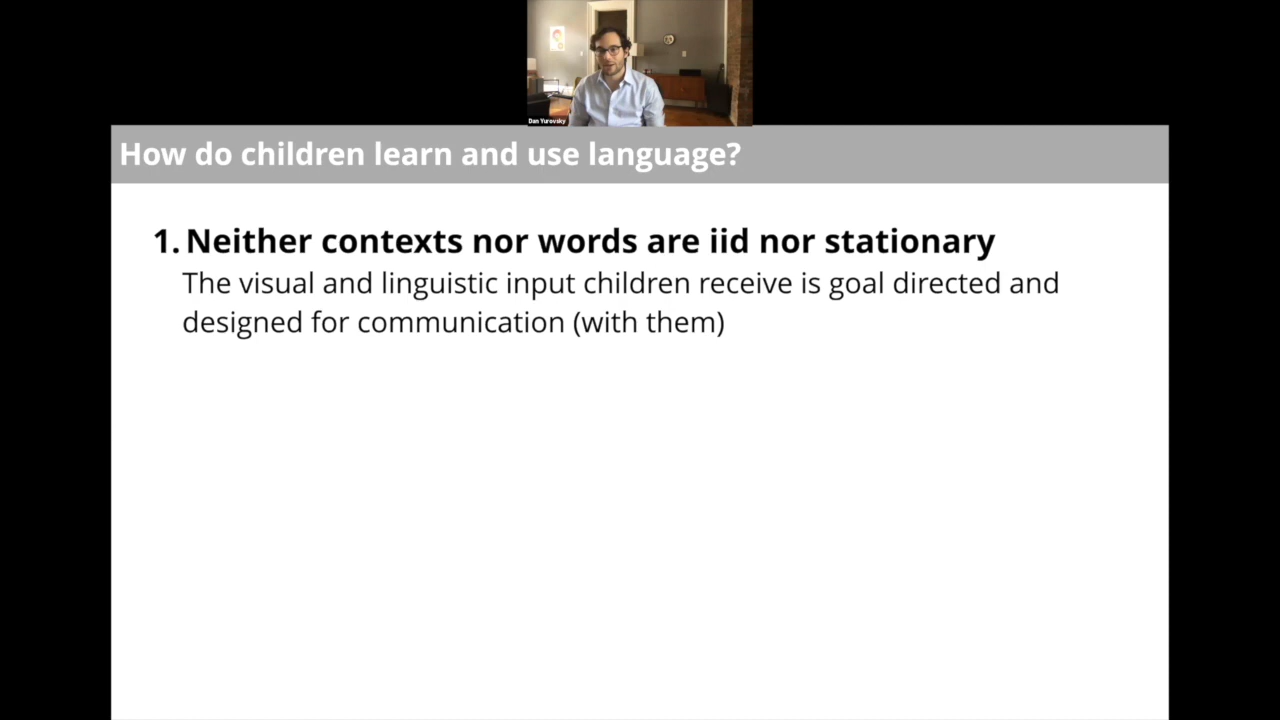 Dan Yurovsky
How do children learn and use language?
1. Neither contexts nor words are iid nor stationary
The visual and linguistic input children receive is goal directed and
designed for communication (with them)